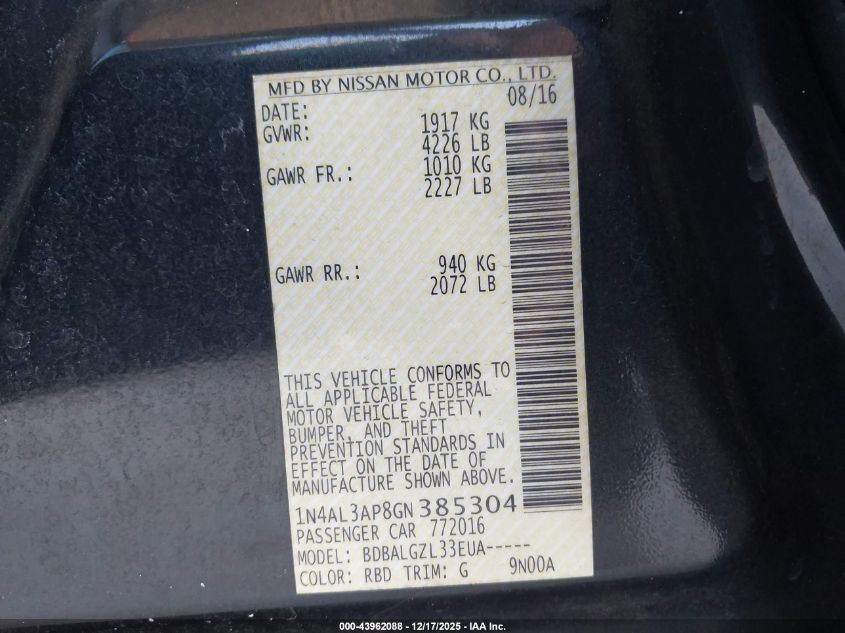 MFD BY NISSAN MOTOR CO., LTD.
DATE: 08/16
GVWR: 1917 KG
4226 LB
GAWR FR.: 1010 KG
2227 LB
GAWR RR.: 940 KG
2072 LB
THIS VEHICLE CONFORMS TO
ALL APPLICABLE FEDERAL
MOTOR VEHICLE SAFETY,
BUMPER, AND THEFT
PREVENTION STANDARDS IN
EFFECT ON THE DATE OF
MANUFACTURE SHOWN ABOVE.
1N4AL3AP8GN385304
PASSENGER CAR 772016
MODEL: BDBALGZL33EUA-----
COLOR: RBD TRIM: G 9N00A
000-43962088 - 12/17/2025 - IAA Inc.